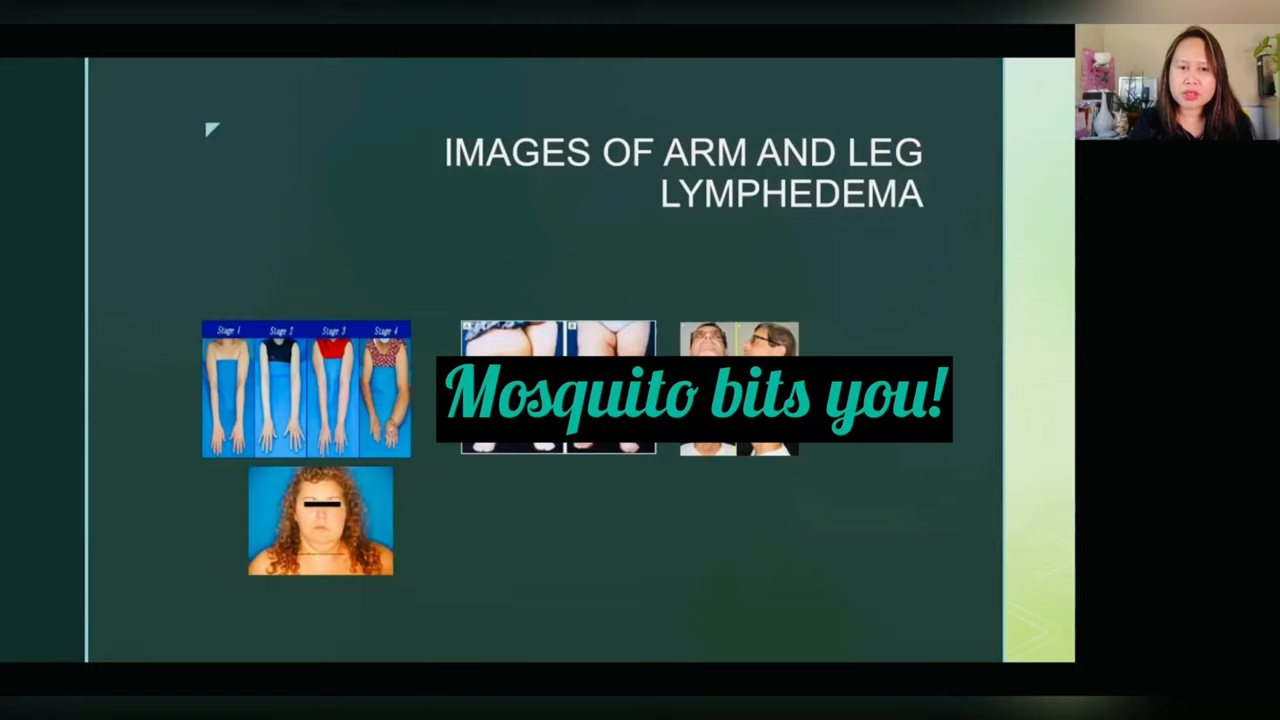 IMAGES OF ARM AND LEG
LYMPHEDEMA
Stage 1 Stage 2 Stage 3 Stage 4
A B
Mosquito bits you!